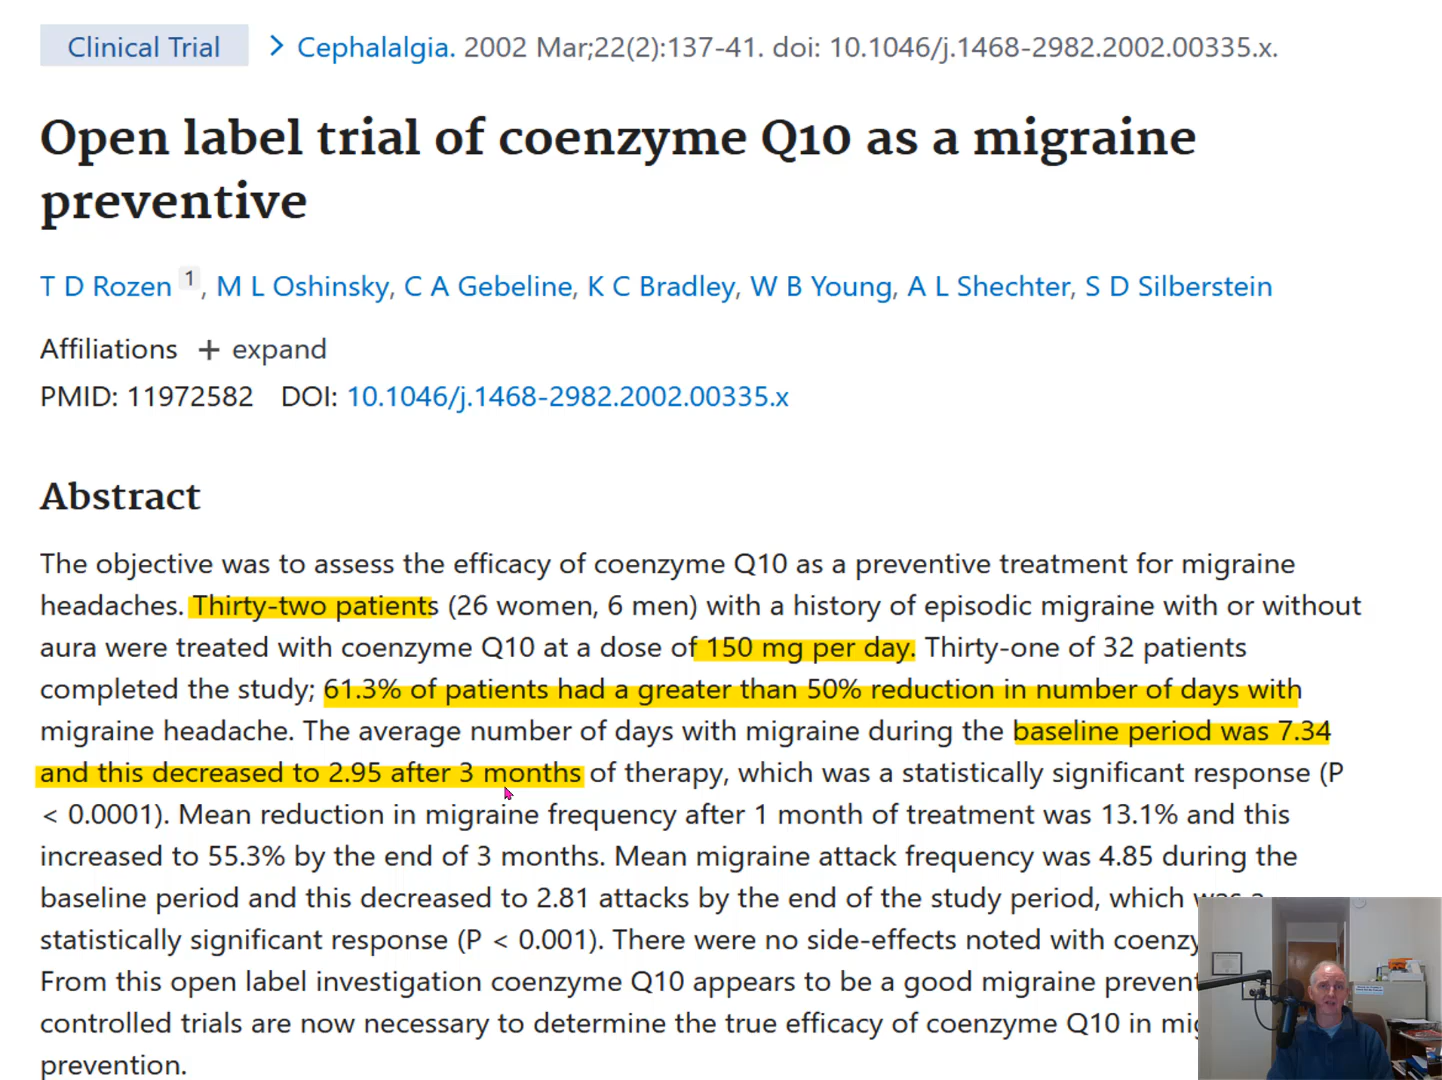 Clinical Trial > Cephalalgia. 2002 Mar;22(2):137-41. doi: 10.1046/j.1468-2982.2002.00335.x.
Open label trial of coenzyme Q10 as a migraine
preventive
T D Rozen 1, M L Oshinsky, C A Gebeline, K C Bradley, W B Young, A L Shechter, S D Silberstein
Affiliations + expand
PMID: 11972582 DOI: 10.1046/j.1468-2982.2002.00335.x
Abstract
The objective was to assess the efficacy of coenzyme Q10 as a preventive treatment for migraine
headaches. Thirty-two patients (26 women, 6 men) with a history of episodic migraine with or without
aura were treated with coenzyme Q10 at a dose of 150 mg per day. Thirty-one of 32 patients
completed the study; 61.3% of patients had a greater than 50% reduction in number of days with
migraine headache. The average number of days with migraine during the baseline period was 7.34
and this decreased to 2.95 after 3 months of therapy, which was a statistically significant response (P
< 0.0001). Mean reduction in migraine frequency after 1 month of treatment was 13.1% and this
increased to 55.3% by the end of 3 months. Mean migraine attack frequency was 4.85 during the
baseline period and this decreased to 2.81 attacks by the end of the study period, which was a
statistically significant response (P < 0.001). There were no side-effects noted with coenzy
From this open label investigation coenzyme Q10 appears to be a good migraine prevent
controlled trials are now necessary to determine the true efficacy of coenzyme Q10 in mig
prevention.